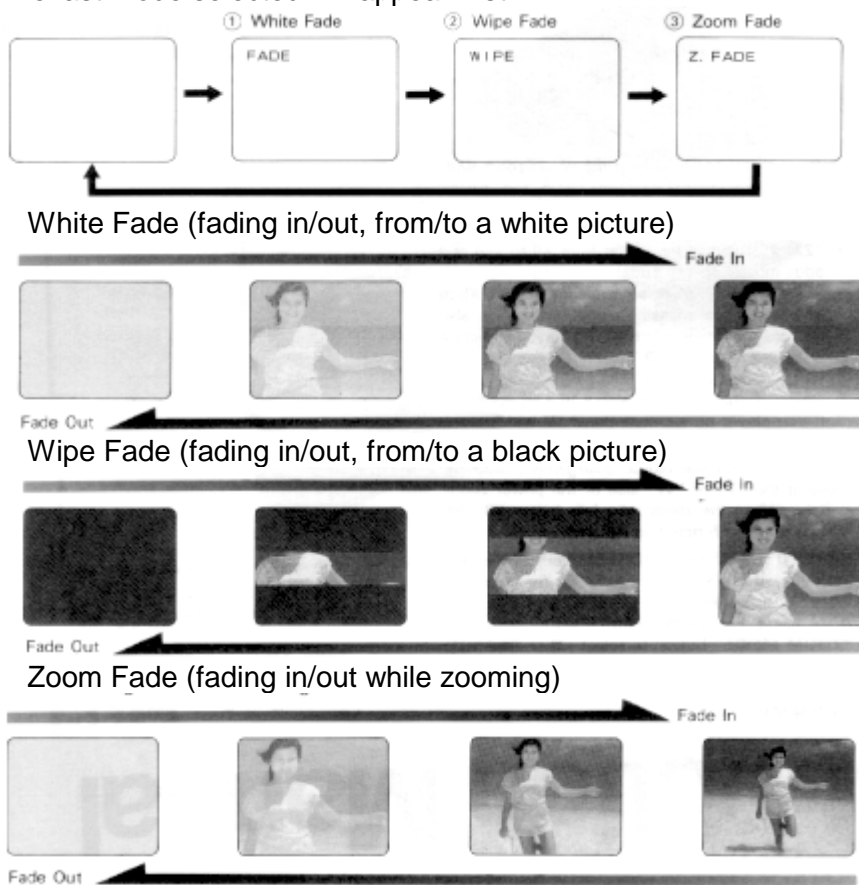 ① White Fade ② Wipe Fade ③ Zoom Fade
FADE WIPE Z. FADE
White Fade (fading in/out, from/to a white picture)
Fade In
Fade Out
Wipe Fade (fading in/out, from/to a black picture)
Fade In
Fade Out
Zoom Fade (fading in/out while zooming)
Fade In
Fade Out